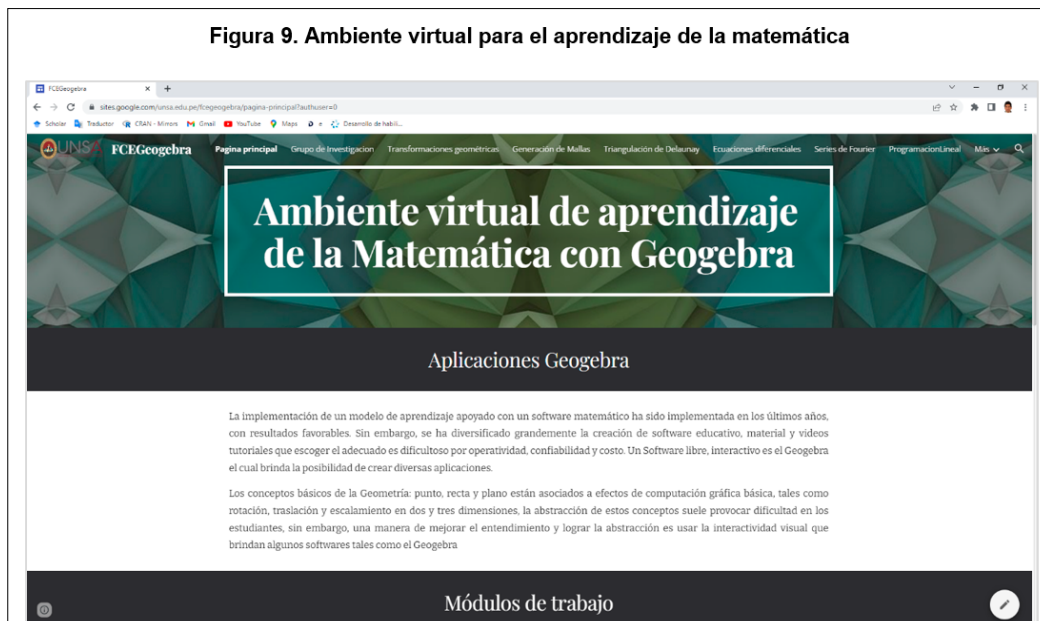 Figura 9. Ambiente virtual para el aprendizaje de la matemática
FCEGeogebra
sites.google.com/unsa.edu.pe/fcegeogebra/pagina-principal?authuser=0
Scholar Traductor CRAN - Mirrors Gmail YouTube Maps e Desarrollo de habili...
UNSA FCEGeogebra Pagina principal Grupo de Investigacion Transformaciones geométricas Generación de Mallas Triangulación de Delaunay Ecuaciones diferenciales Series de Fourier ProgramacionLineal Más
Ambiente virtual de aprendizaje
de la Matemática con Geogebra
Aplicaciones Geogebra
La implementación de un modelo de aprendizaje apoyado con un software matemático ha sido implementada en los últimos años,
con resultados favorables. Sin embargo, se ha diversificado grandemente la creación de software educativo, material y videos
tutoriales que escoger el adecuado es dificultoso por operatividad, confiabilidad y costo. Un Software libre, interactivo es el Geogebra
el cual brinda la posibilidad de crear diversas aplicaciones.
Los conceptos básicos de la Geometría: punto, recta y plano están asociados a efectos de computación gráfica básica, tales como
rotación, traslación y escalamiento en dos y tres dimensiones, la abstracción de estos conceptos suele provocar dificultad en los
estudiantes, sin embargo, una manera de mejorar el entendimiento y lograr la abstracción es usar la interactividad visual que
brindan algunos softwares tales como el Geogebra
Módulos de trabajo